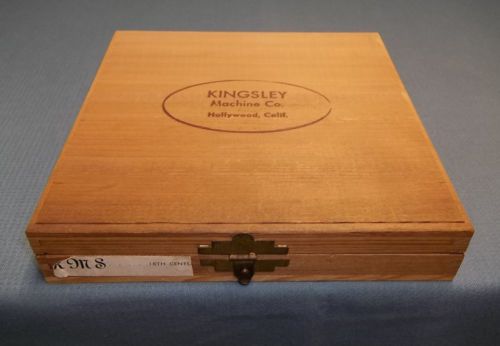 KINGSLEY
Machine Co.
Hollywood, Calif.
M S 18TH CENTU